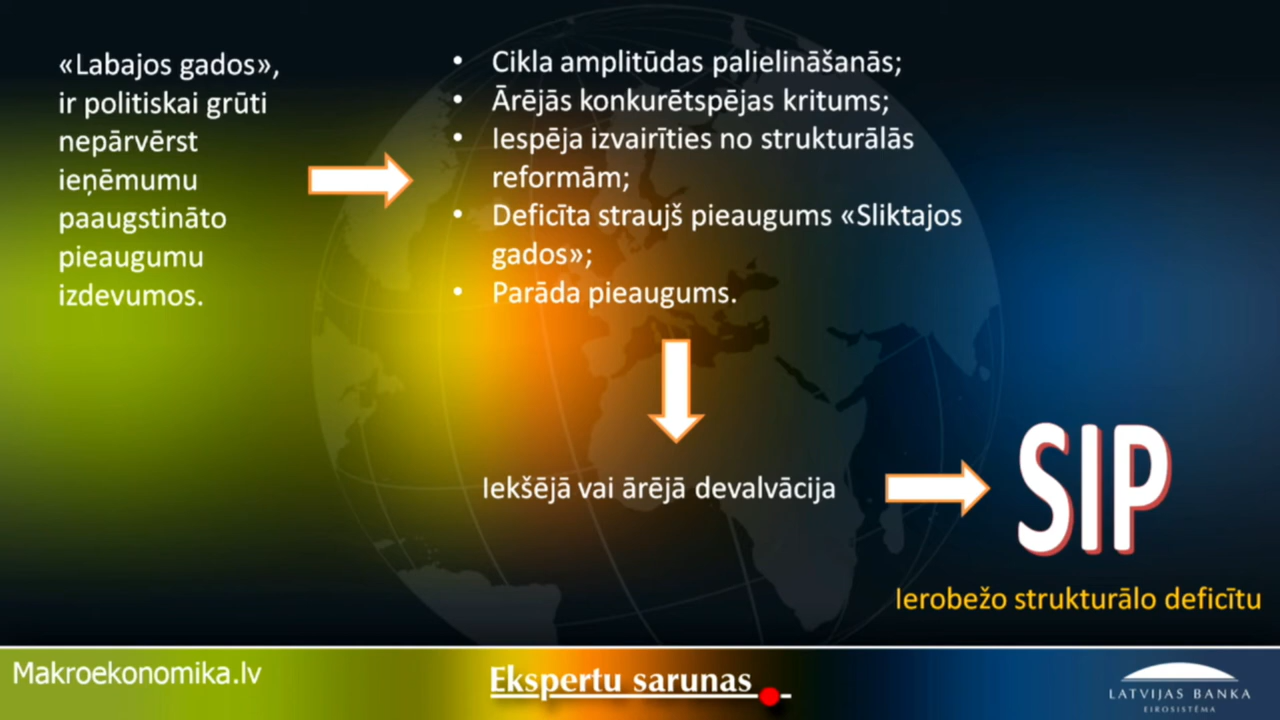 «Labajos gados»,
ir politiskai grūti
nepārvērst
ieņēmumu
paaugstināto
pieaugumu
izdevumos.
• Cikla amplitūdas palielināšanās;
• Ārējās konkurētspējas kritums;
• Iespēja izvairīties no strukturālās
reformām;
• Deficīta straujš pieaugums «Sliktajos
gados»;
• Parāda pieaugums.
Iekšējā vai ārējā devalvācija
SIP
Ierobežo strukturālo deficītu
Makroekonomika.lv
Ekspertu sarunas
LATVIJAS BANKA
EIROSISTĒMA